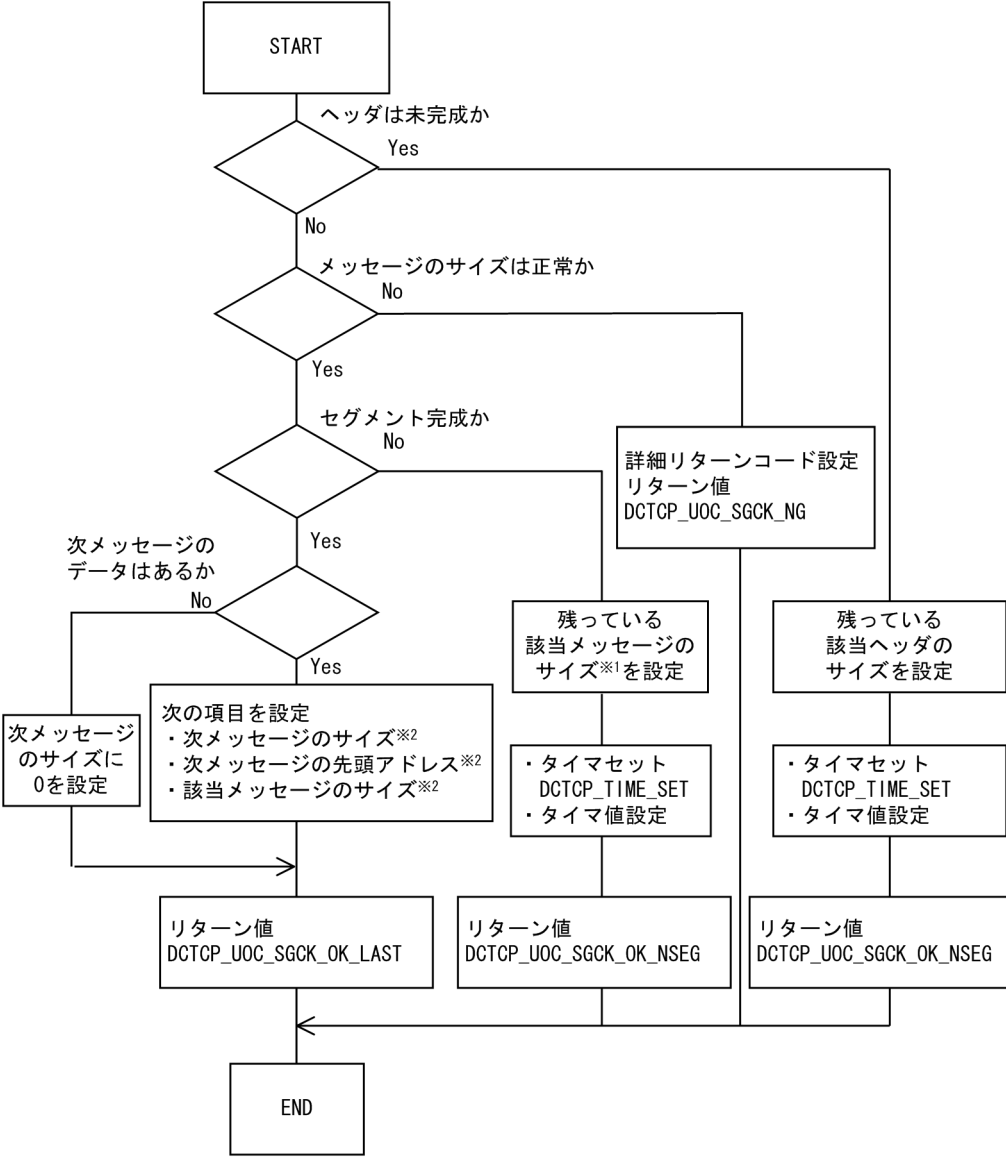 START
ヘッダは未完成か
Yes
No
メッセージのサイズは正常か
No
Yes
セグメント完成か
No
詳細リターンコード設定
リターン値
DCTCP_UOC_SGCK_NG
Yes
次メッセージの
データはあるか
No
Yes
残っている
該当メッセージの
サイズ※1を設定
残っている
該当ヘッダの
サイズを設定
次メッセージ
のサイズに
0を設定
次の項目を設定
・次メッセージのサイズ※2
・次メッセージの先頭アドレス※2
・該当メッセージのサイズ※2
・タイマセット
DCTCP_TIME_SET
・タイマ値設定
・タイマセット
DCTCP_TIME_SET
・タイマ値設定
リターン値
DCTCP_UOC_SGCK_OK_LAST
リターン値
DCTCP_UOC_SGCK_OK_NSEG
リターン値
DCTCP_UOC_SGCK_OK_NSEG
END